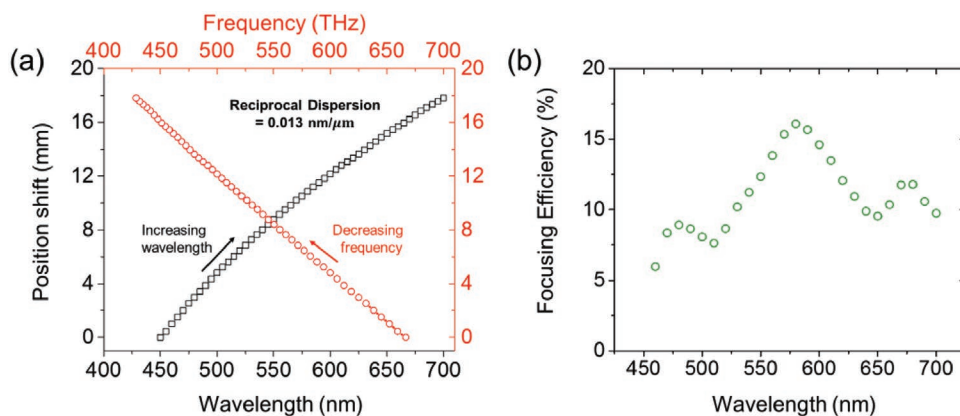 (a)
Frequency (THz)
400 450 500 550 600 650 700
20
16
12
8
4
0
Position shift (mm)
Reciprocal Dispersion
= 0.013 nm/μm
Increasing
wavelength
Decreasing
frequency
20
16
12
8
4
0
400 450 500 550 600 650 700
Wavelength (nm)
(b)
20
15
10
5
0
Focusing Efficiency (%)
450 500 550 600 650 700
Wavelength (nm)